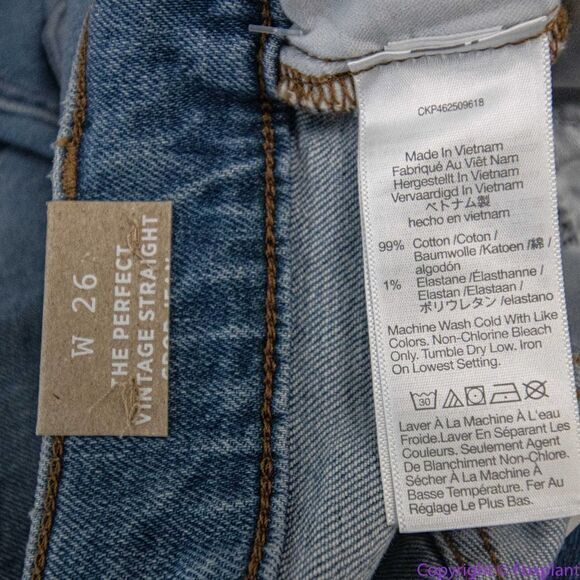 W 26
THE PERFECT
VINTAGE STRAIGHT
CKP462509618
Made In Vietnam
Fabriqué Au Viêt Nam
Hergestellt In Vietnam
Vervaardigd In Vietnam
ベトナム製
hecho en vietnam
99% Cotton /Coton /
Baumwolle /Katoen /綿 /
algodón
1% Elastane /Élasthanne /
Elastan /Elastaan /
ポリウレタン /elastano
Machine Wash Cold With Like
Colors. Non-Chlorine Bleach
Only. Tumble Dry Low. Iron
On Lowest Setting.
30
Laver À La Machine À L'eau
Froide.Laver En Séparant Les
Couleurs. Seulement Agent
De Blanchiment Non-Chloré.
Sécher À La Machine À
Basse Température. Fer Au
Réglage Le Plus Bas.